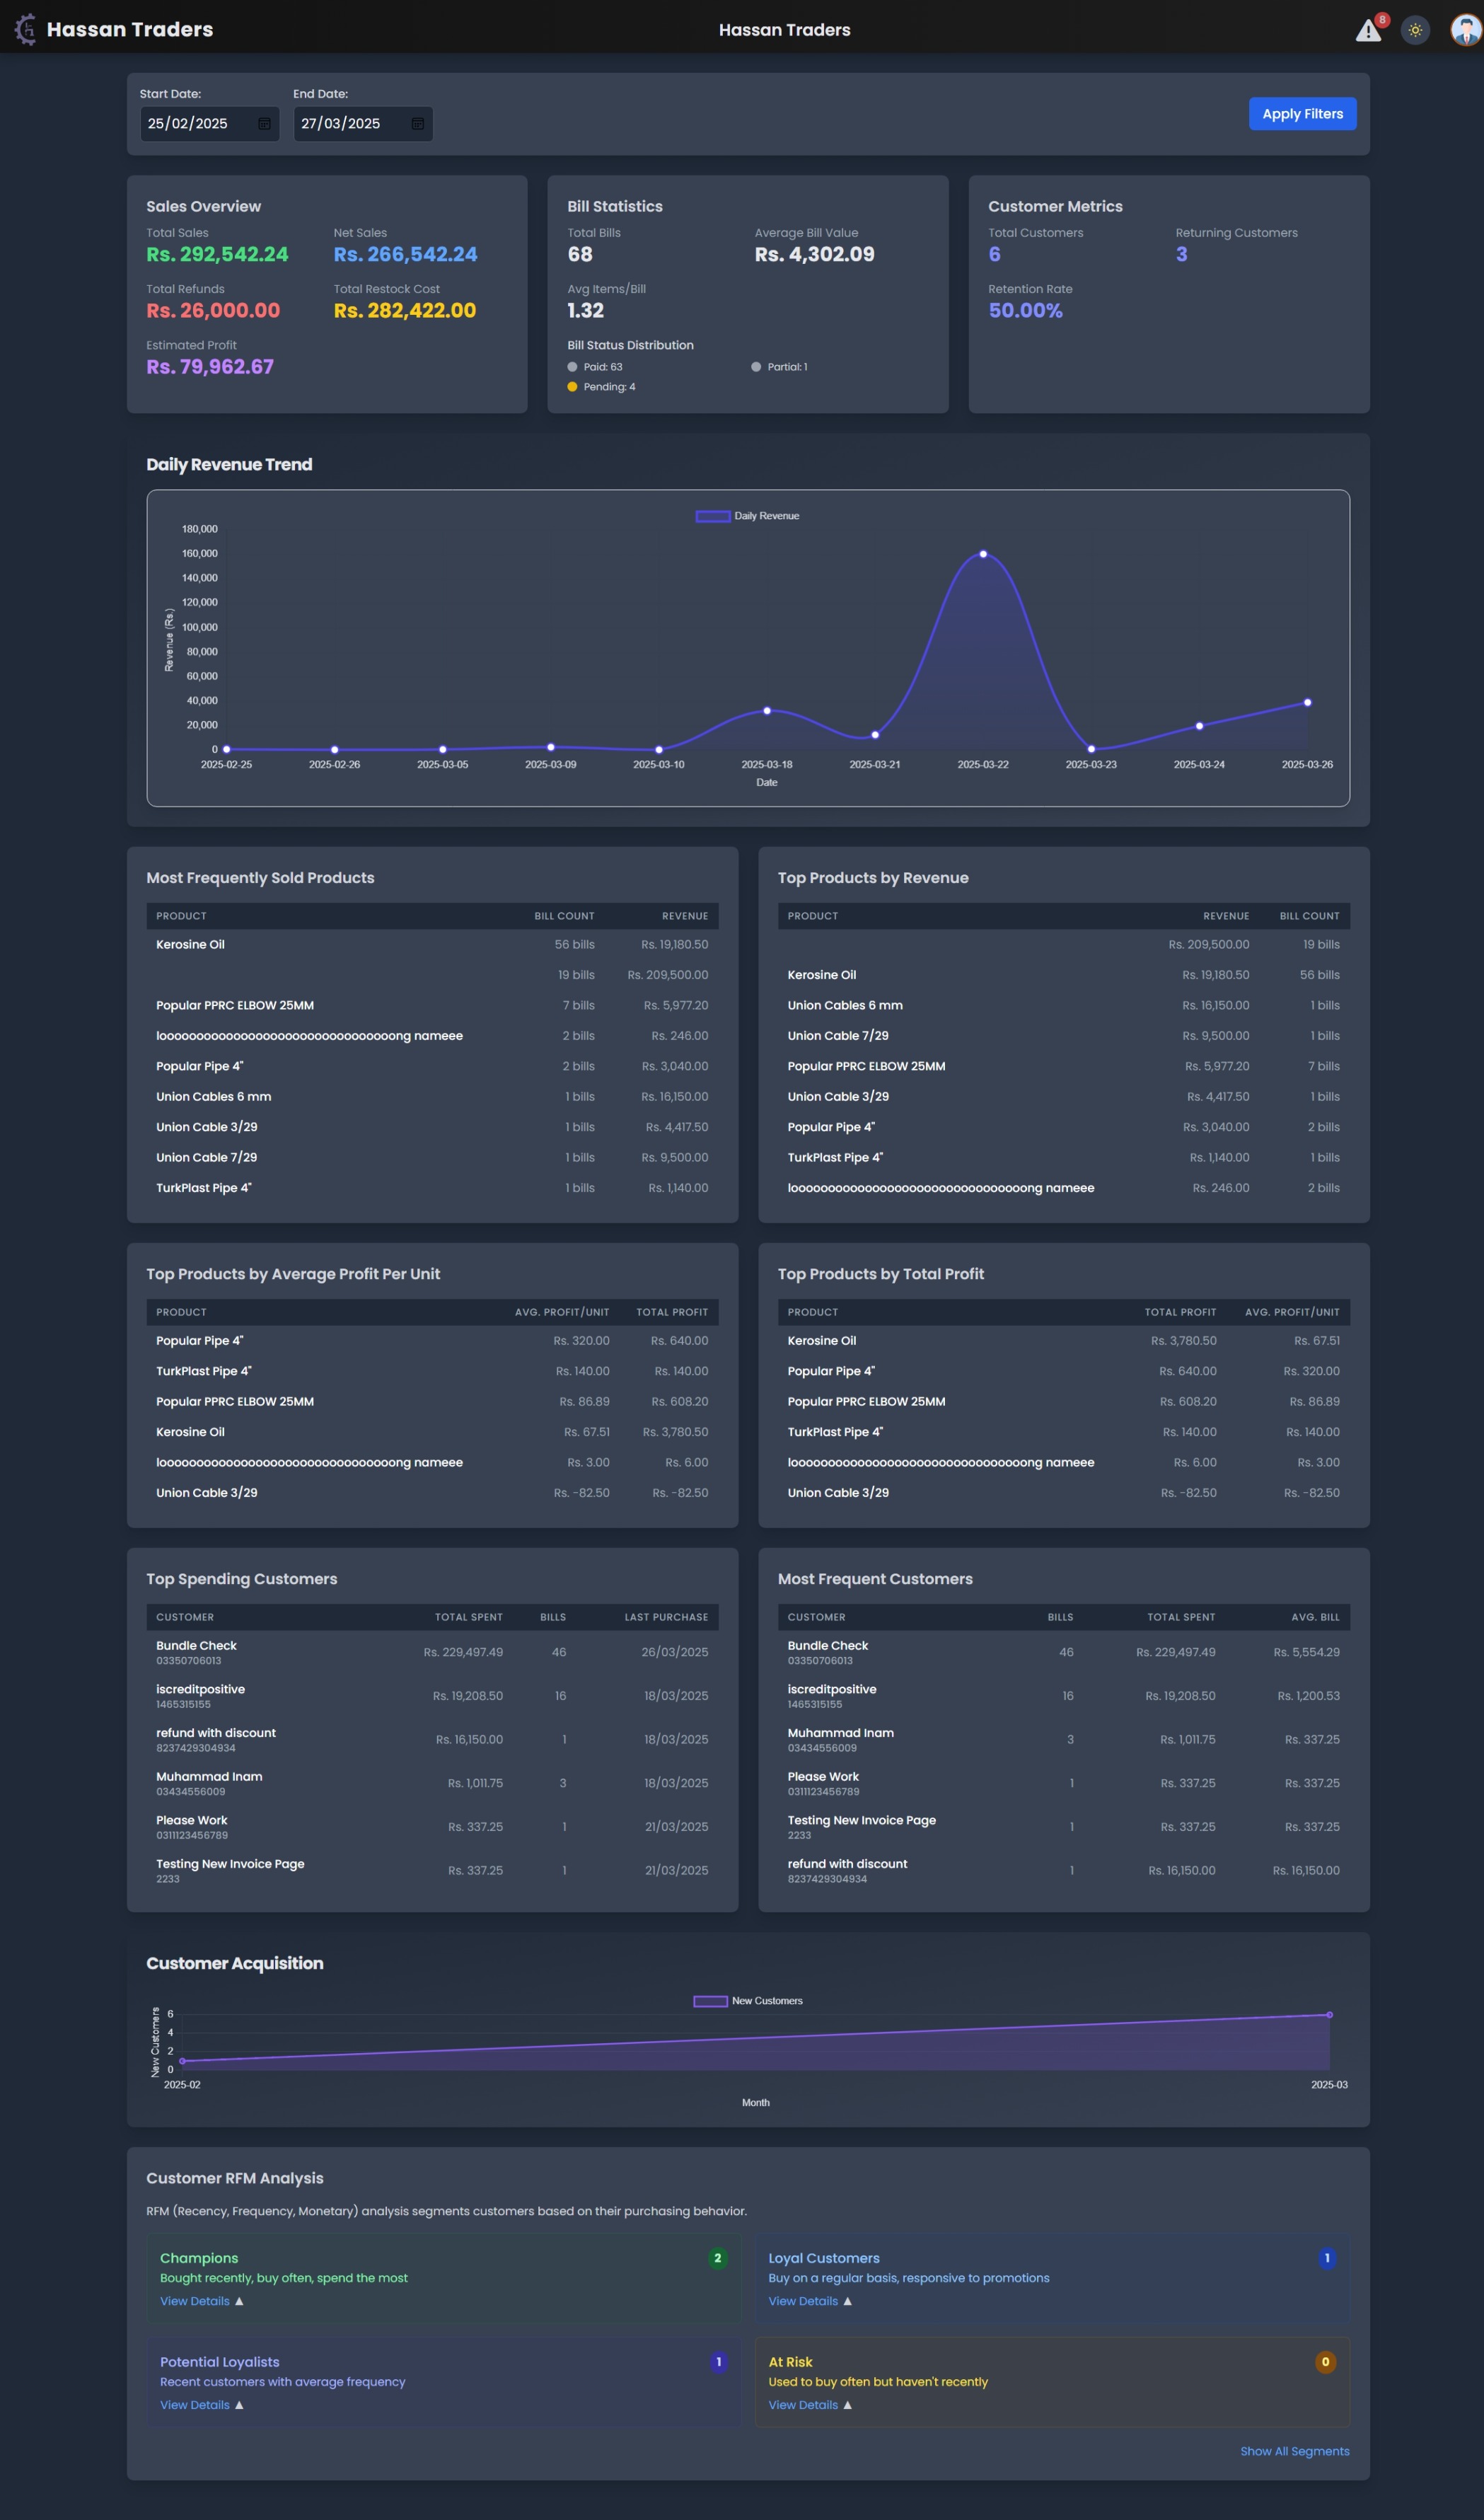 Hassan Traders
Hassan Traders
8
Start Date:
End Date:
25/02/2025
27/03/2025
Apply Filters
Sales Overview
Total Sales
Net Sales
Rs. 292,542.24
Rs. 266,542.24
Total Refunds
Total Restock Cost
Rs. 26,000.00
Rs. 282,422.00
Estimated Profit
Rs. 79,962.67
Bill Statistics
Total Bills
Average Bill Value
68
Rs. 4,302.09
Avg Items/Bill
1.32
Bill Status Distribution
Paid: 63
Partial: 1
Pending: 4
Customer Metrics
Total Customers
Returning Customers
6
3
Retention Rate
50.00%
Daily Revenue Trend
Daily Revenue
Revenue (Rs.)
180,000
160,000
140,000
120,000
100,000
80,000
60,000
40,000
20,000
0
2025-02-25 2025-02-26 2025-03-05 2025-03-09 2025-03-10 2025-03-18 2025-03-21 2025-03-22 2025-03-23 2025-03-24 2025-03-26
Date
Most Frequently Sold Products
PRODUCT BILL COUNT REVENUE
Kerosine Oil 56 bills Rs. 19,180.50
19 bills Rs. 209,500.00
Popular PPRC ELBOW 25MM 7 bills Rs. 5,977.20
looooooooooooooooooooooooooooooooong nameee 2 bills Rs. 246.00
Popular Pipe 4" 2 bills Rs. 3,040.00
Union Cables 6 mm 1 bills Rs. 16,150.00
Union Cable 3/29 1 bills Rs. 4,417.50
Union Cable 7/29 1 bills Rs. 9,500.00
TurkPlast Pipe 4" 1 bills Rs. 1,140.00
Top Products by Revenue
PRODUCT REVENUE BILL COUNT
Rs. 209,500.00 19 bills
Kerosine Oil Rs. 19,180.50 56 bills
Union Cables 6 mm Rs. 16,150.00 1 bills
Union Cable 7/29 Rs. 9,500.00 1 bills
Popular PPRC ELBOW 25MM Rs. 5,977.20 7 bills
Union Cable 3/29 Rs. 4,417.50 1 bills
Popular Pipe 4" Rs. 3,040.00 2 bills
TurkPlast Pipe 4" Rs. 1,140.00 1 bills
looooooooooooooooooooooooooooooooong nameee Rs. 246.00 2 bills
Top Products by Average Profit Per Unit
PRODUCT AVG. PROFIT/UNIT TOTAL PROFIT
Popular Pipe 4" Rs. 320.00 Rs. 640.00
TurkPlast Pipe 4" Rs. 140.00 Rs. 140.00
Popular PPRC ELBOW 25MM Rs. 86.89 Rs. 608.20
Kerosine Oil Rs. 67.51 Rs. 3,780.50
looooooooooooooooooooooooooooooooong nameee Rs. 3.00 Rs. 6.00
Union Cable 3/29 Rs. -82.50 Rs. -82.50
Top Products by Total Profit
PRODUCT TOTAL PROFIT AVG. PROFIT/UNIT
Kerosine Oil Rs. 3,780.50 Rs. 67.51
Popular Pipe 4" Rs. 640.00 Rs. 320.00
Popular PPRC ELBOW 25MM Rs. 608.20 Rs. 86.89
TurkPlast Pipe 4" Rs. 140.00 Rs. 140.00
looooooooooooooooooooooooooooooooong nameee Rs. 6.00 Rs. 3.00
Union Cable 3/29 Rs. -82.50 Rs. -82.50
Top Spending Customers
CUSTOMER TOTAL SPENT BILLS LAST PURCHASE
Bundle Check
03350706013
Rs. 229,497.49 46 26/03/2025
iscreditpositive
1465315155
Rs. 19,208.50 16 18/03/2025
refund with discount
8237429304934
Rs. 16,150.00 1 18/03/2025
Muhammad Inam
03434556009
Rs. 1,011.75 3 18/03/2025
Please Work
0311123456789
Rs. 337.25 1 21/03/2025
Testing New Invoice Page
2233
Rs. 337.25 1 21/03/2025
Most Frequent Customers
CUSTOMER BILLS TOTAL SPENT AVG. BILL
Bundle Check
03350706013
46 Rs. 229,497.49 Rs. 5,554.29
iscreditpositive
1465315155
16 Rs. 19,208.50 Rs. 1,200.53
Muhammad Inam
03434556009
3 Rs. 1,011.75 Rs. 337.25
Please Work
0311123456789
1 Rs. 337.25 Rs. 337.25
Testing New Invoice Page
2233
1 Rs. 337.25 Rs. 337.25
refund with discount
8237429304934
1 Rs. 16,150.00 Rs. 16,150.00
Customer Acquisition
New Customers
New Customers
6
4
2
0
2025-02 2025-03
Month
Customer RFM Analysis
RFM (Recency, Frequency, Monetary) analysis segments customers based on their purchasing behavior.
Champions 2
Bought recently, buy often, spend the most
View Details ▲
Loyal Customers 1
Buy on a regular basis, responsive to promotions
View Details ▲
Potential Loyalists 1
Recent customers with average frequency
View Details ▲
At Risk 0
Used to buy often but haven't recently
View Details ▲
Show All Segments